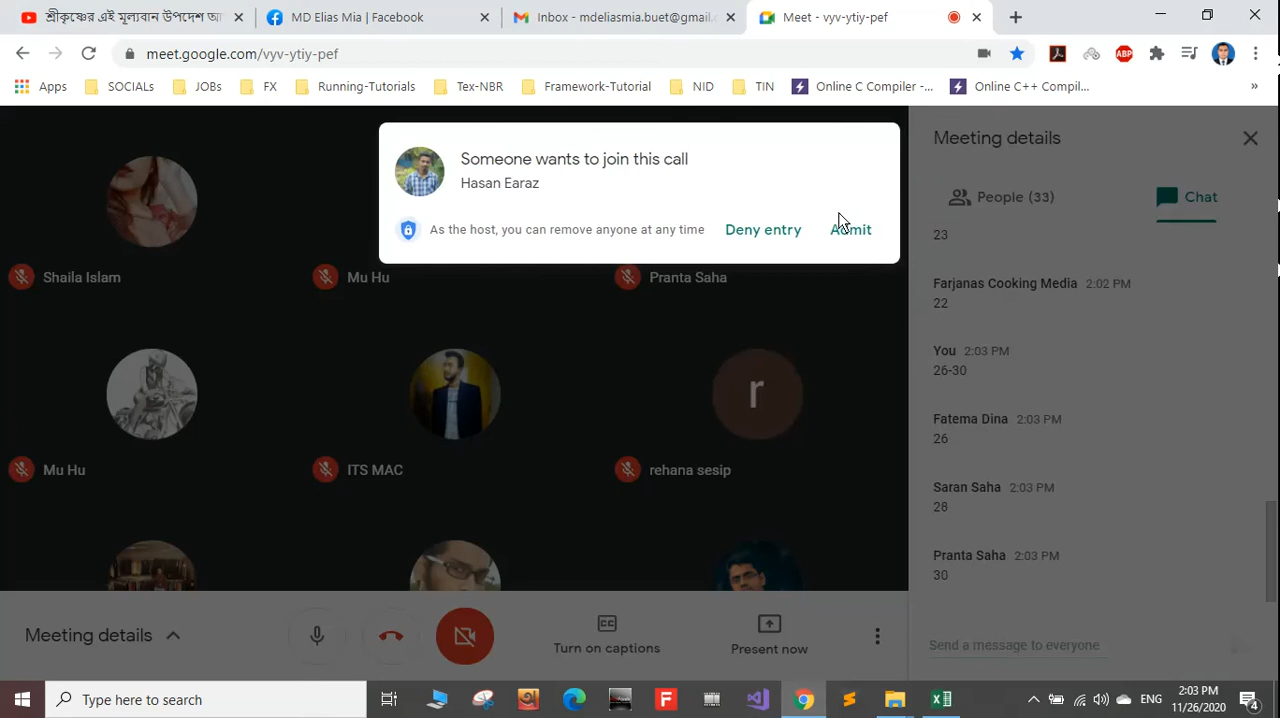 শ্রীকৃষ্ণের এই মূল্যবান উপদেশ আ
MD Elias Mia | Facebook
Inbox - mdeliasmia.buet@gmail.c
Meet - vyv-ytiy-pef
meet.google.com/vyv-ytiy-pef
ABP
Apps
SOCIALs
JOBs
FX
Running-Tutorials
Tex-NBR
Framework-Tutorial
NID
TIN
Online C Compiler -...
Online C++ Compil...
»
Someone wants to join this call
Hasan Earaz
As the host, you can remove anyone at any time
Deny entry
Admit
Shaila Islam
Mu Hu
Pranta Saha
r
Mu Hu
ITS MAC
rehana sesip
Meeting details
People (33)
Chat
23
Farjanas Cooking Media 2:02 PM
22
You 2:03 PM
26-30
Fatema Dina 2:03 PM
26
Saran Saha 2:03 PM
28
Pranta Saha 2:03 PM
30
Send a message to everyone
Meeting details
CC
Turn on captions
Present now
Type here to search
F
ENG
2:03 PM
11/26/2020
4